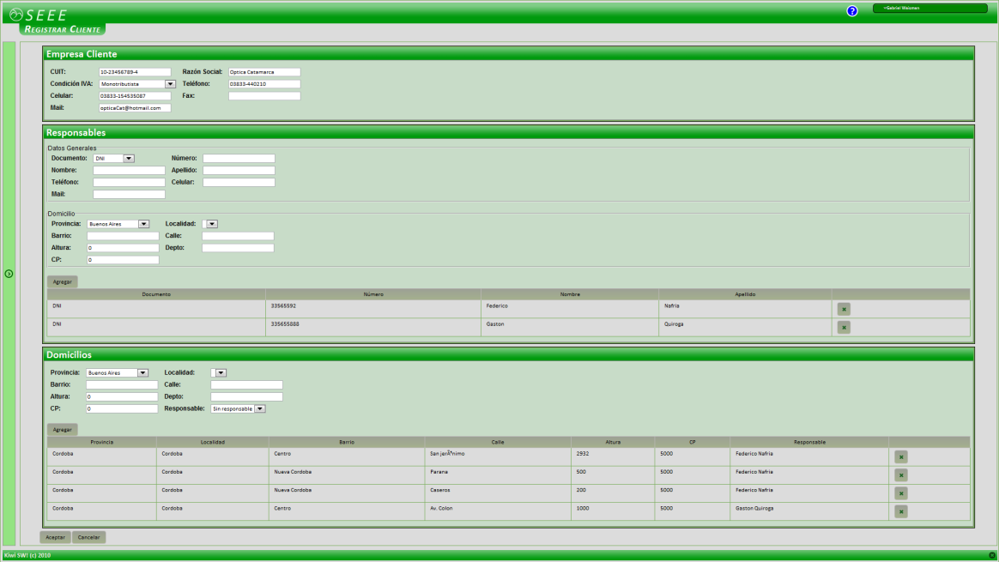 SEEE
?
»Gabriel Weisman
Registrar Cliente
Empresa Cliente
CUIT: 10-23456789-4 Razón Social: Optica Catamarca
Condición IVA: Monotributista Teléfono: 03833-440210
Celular: 03833-154535087 Fax:
Mail: opticaCat@hotmail.com
Responsables
Datos Generales
Documento: DNI Número:
Nombre: Apellido:
Teléfono: Celular:
Mail:
Domicilio
Provincia: Buenos Aires Localidad:
Barrio: Calle:
Altura: 0 Depto:
CP: 0
Agregar
Documento Número Nombre Apellido
DNI 33565592 Federico Nafria x
DNI 335655888 Gaston Quiroga x
Domicilios
Provincia: Buenos Aires Localidad:
Barrio: Calle:
Altura: 0 Depto:
CP: 0 Responsable: Sin responsable
Agregar
Provincia Localidad Barrio Calle Altura CP Responsable
Cordoba Cordoba Centro San jerÃ³nimo 2932 5000 Federico Nafria x
Cordoba Cordoba Nueva Cordoba Parana 500 5000 Federico Nafria x
Cordoba Cordoba Nueva Cordoba Caseros 200 5000 Federico Nafria x
Cordoba Cordoba Centro Av. Colon 1000 5000 Gaston Quiroga x
Aceptar Cancelar
Kiwi SW! (c) 2010